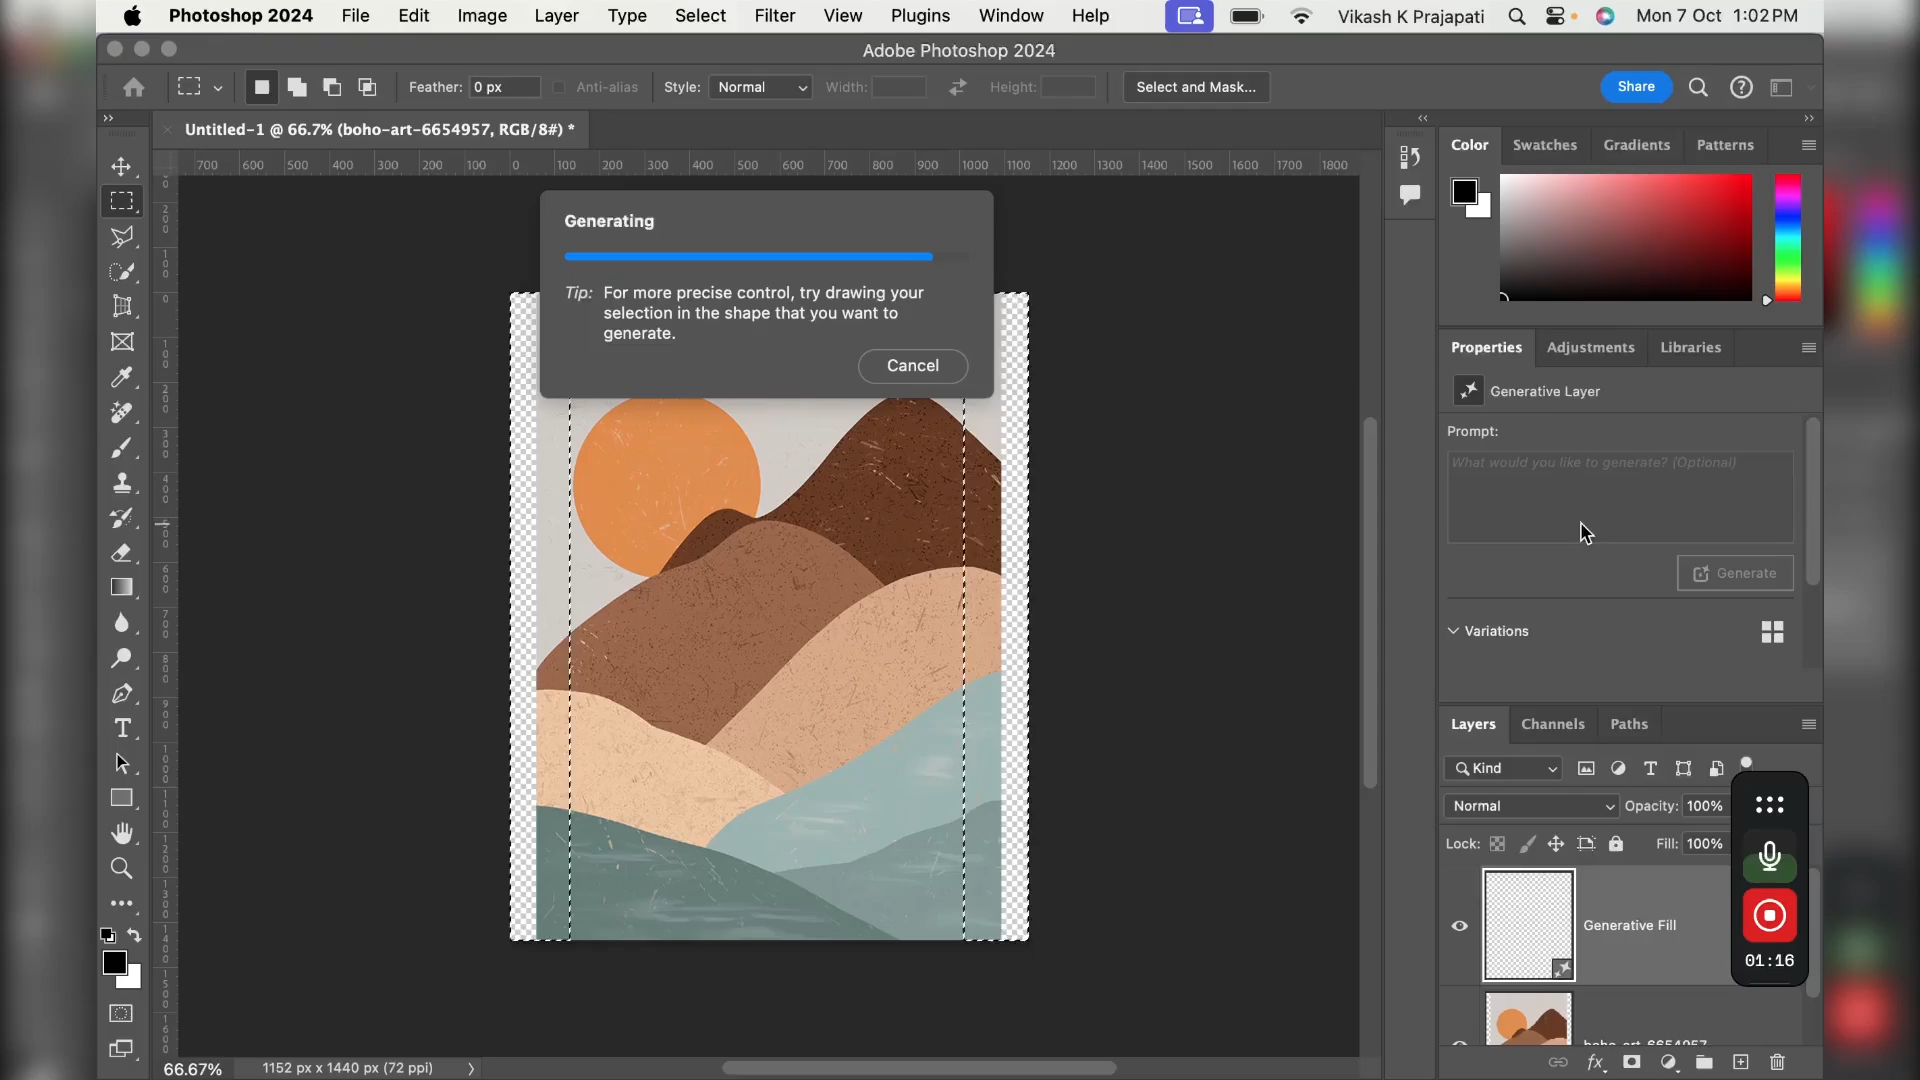 Photoshop 2024 File Edit Image Layer Type Select Filter View Plugins Window Help Vikash K Prajapati Mon 7 Oct 1:02 PM
Adobe Photoshop 2024
Feather: 0 px Anti-alias Style: Normal Width: Height: Select and Mask... Share
Untitled-1 @ 66.7% (boho-art-6654957, RGB/8#) *
700 600 500 400 300 200 100 0 100 200 300 400 500 600 700 800 900 1000 1100 1200 1300 1400 1500 1600 1700 1800
Generating
Tip: For more precise control, try drawing your
selection in the shape that you want to
generate.
Cancel
Color Swatches Gradients Patterns
Properties Adjustments Libraries
Generative Layer
Prompt:
What would you like to generate? (Optional)
Generate
Variations
Layers Channels Paths
Kind
Normal Opacity: 100%
Lock: Fill: 100%
Generative Fill
01:16
boho-art-6654957
66.67% 1152 px x 1440 px (72 ppi)